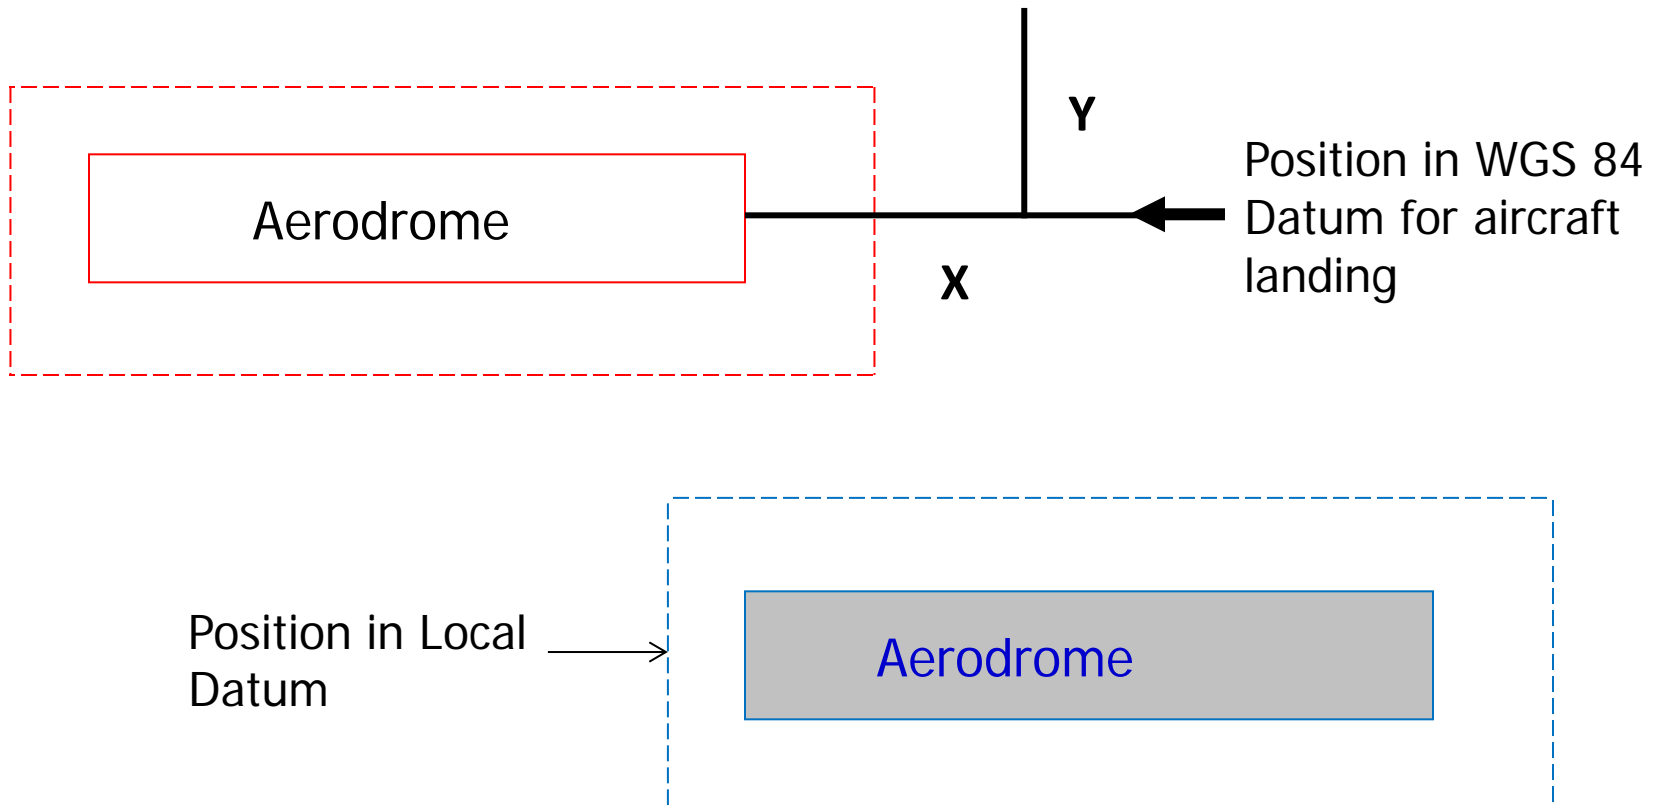 Y
Position in WGS 84
Datum for aircraft
landing
Aerodrome
X
Position in Local
Datum
Aerodrome